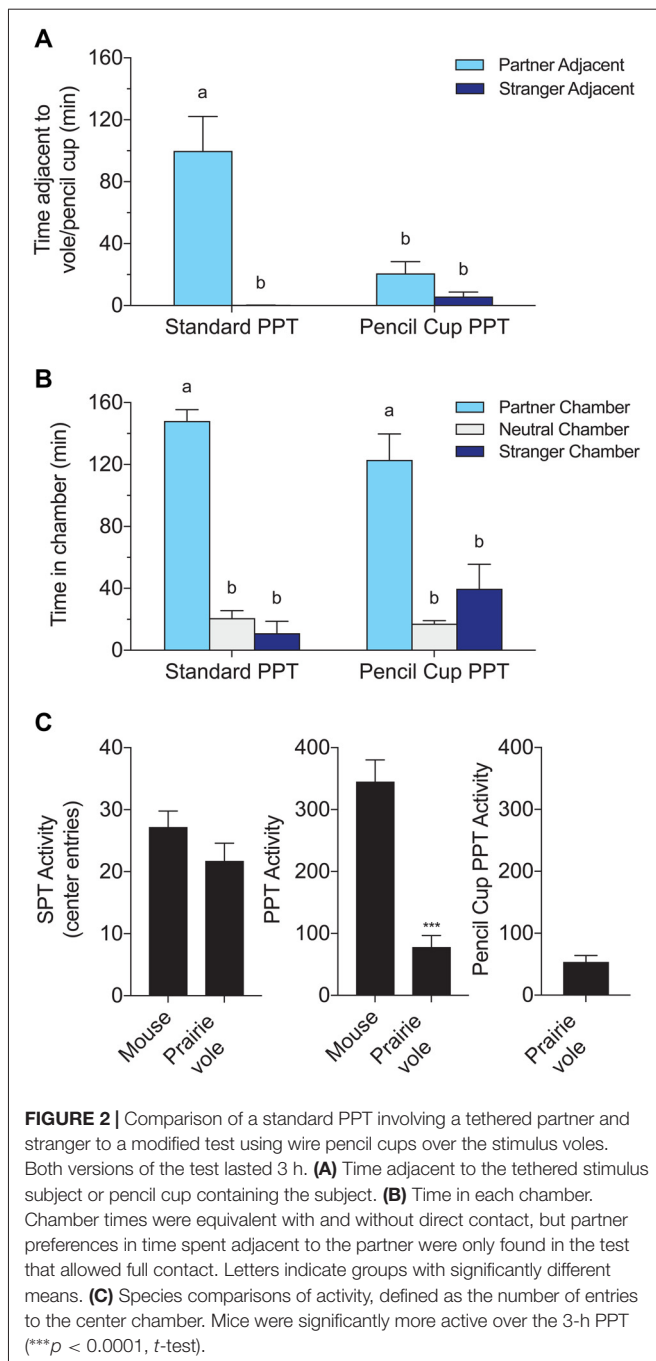 A
160
120
80
40
0
Time adjacent to
vole/pencil cup (min)
Partner Adjacent
Stranger Adjacent
a
b
b
b
Standard PPT
Pencil Cup PPT
B
160
120
80
40
0
Time in chamber (min)
Partner Chamber
Neutral Chamber
Stranger Chamber
a
b
b
a
b
b
Standard PPT
Pencil Cup PPT
C
40
30
20
10
0
SPT Activity
(center entries)
Mouse
Prairie
vole
400
300
200
100
0
PPT Activity
***
Mouse
Prairie
vole
400
300
200
100
0
Pencil Cup PPT Activity
Prairie
vole
FIGURE 2 | Comparison of a standard PPT involving a tethered partner and
stranger to a modified test using wire pencil cups over the stimulus voles.
Both versions of the test lasted 3 h. (A) Time adjacent to the tethered stimulus
subject or pencil cup containing the subject. (B) Time in each chamber.
Chamber times were equivalent with and without direct contact, but partner
preferences in time spent adjacent to the partner were only found in the test
that allowed full contact. Letters indicate groups with significantly different
means. (C) Species comparisons of activity, defined as the number of entries
to the center chamber. Mice were significantly more active over the 3-h PPT
(***p < 0.0001, t-test).